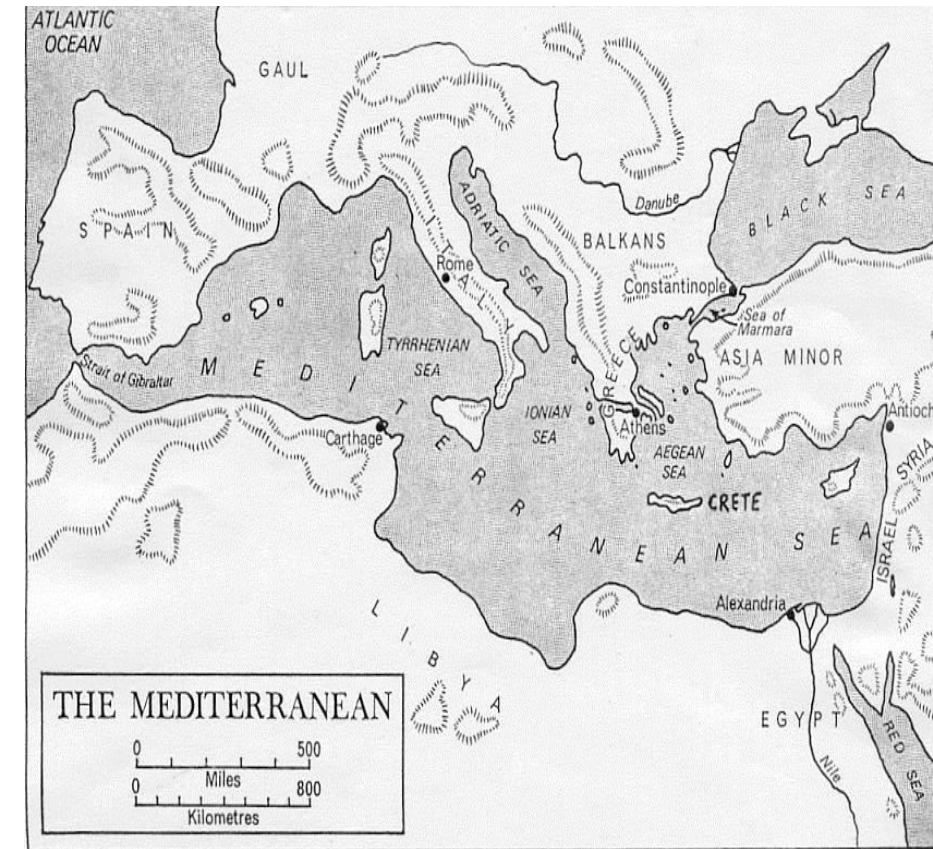 ATLANTIC
OCEAN
GAUL
SPAIN
ITALY
ADRIATIC SEA
Danube
BLACK SEA
BALKANS
Rome
Constantinople
Sea of
Marmara
TYRRHENIAN
SEA
GREECE
ASIA MINOR
Strait of Gibraltar
MEDITERRANEAN SEA
Carthage
IONIAN
SEA
Athens
Antioch
AEGEAN
SEA
SYRIA
CRETE
ISRAEL
Alexandria
LIBYA
EGYPT
Nile
RED SEA
THE MEDITERRANEAN
0 500
Miles
0 800
Kilometres